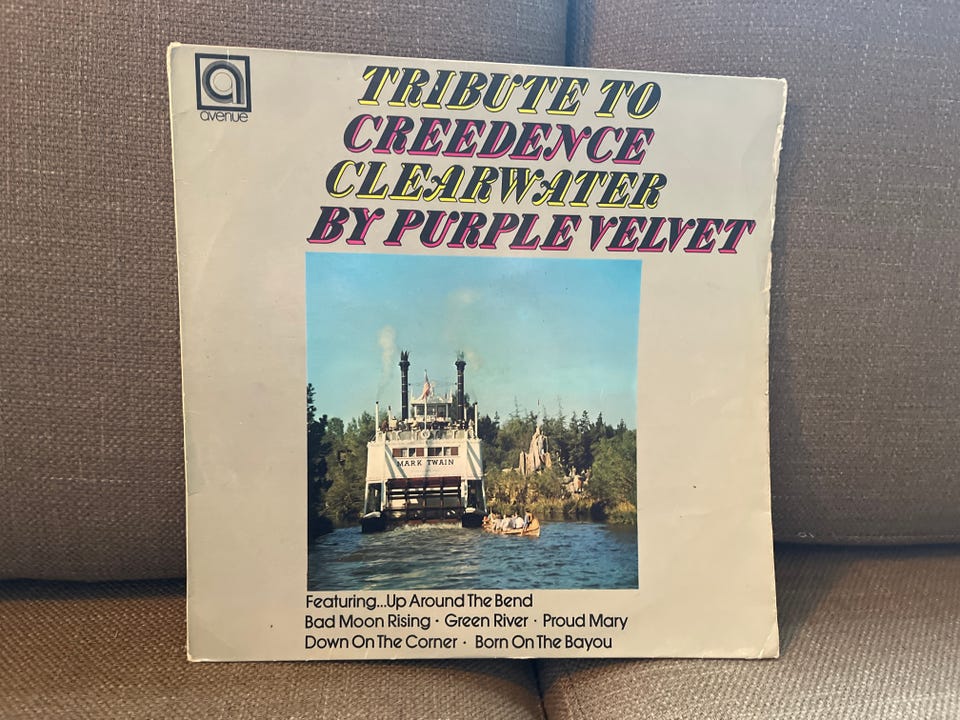 avenue
TRIBUTE TO
CREEDENCE
CLEARWATER
BY PURPLE VELVET
MARK TWAIN
Featuring...Up Around The Bend
Bad Moon Rising · Green River · Proud Mary
Down On The Corner · Born On The Bayou